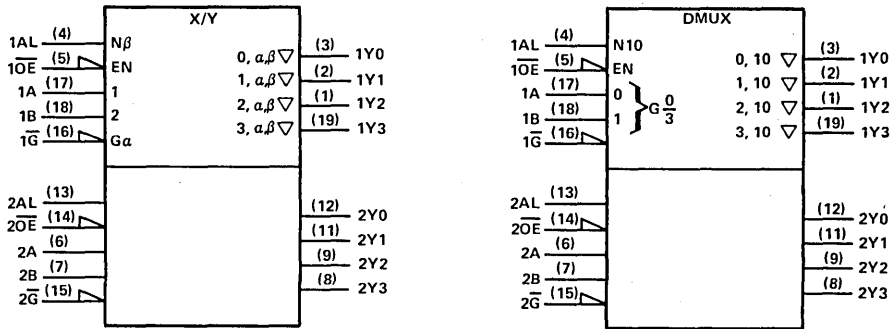 X/Y
1AL (4) Nβ
1O̅E̅ (5) EN
1A (17) 1
1B (18) 2
1G̅ (16) Gα
0, α,β ▽ (3) 1Y0
1, α,β ▽ (2) 1Y1
2, α,β ▽ (1) 1Y2
3, α,β ▽ (19) 1Y3
2AL (13)
2O̅E̅ (14)
2A (6)
2B (7)
2G̅ (15)
(12) 2Y0
(11) 2Y1
(9) 2Y2
(8) 2Y3
DMUX
1AL (4) N10
1O̅E̅ (5) EN
1A (17) 0
1B (18) 1
} G 0/3
1G̅ (16)
0, 10 ▽ (3) 1Y0
1, 10 ▽ (2) 1Y1
2, 10 ▽ (1) 1Y2
3, 10 ▽ (19) 1Y3
2AL (13)
2O̅E̅ (14)
2A (6)
2B (7)
2G̅ (15)
(12) 2Y0
(11) 2Y1
(9) 2Y2
(8) 2Y3